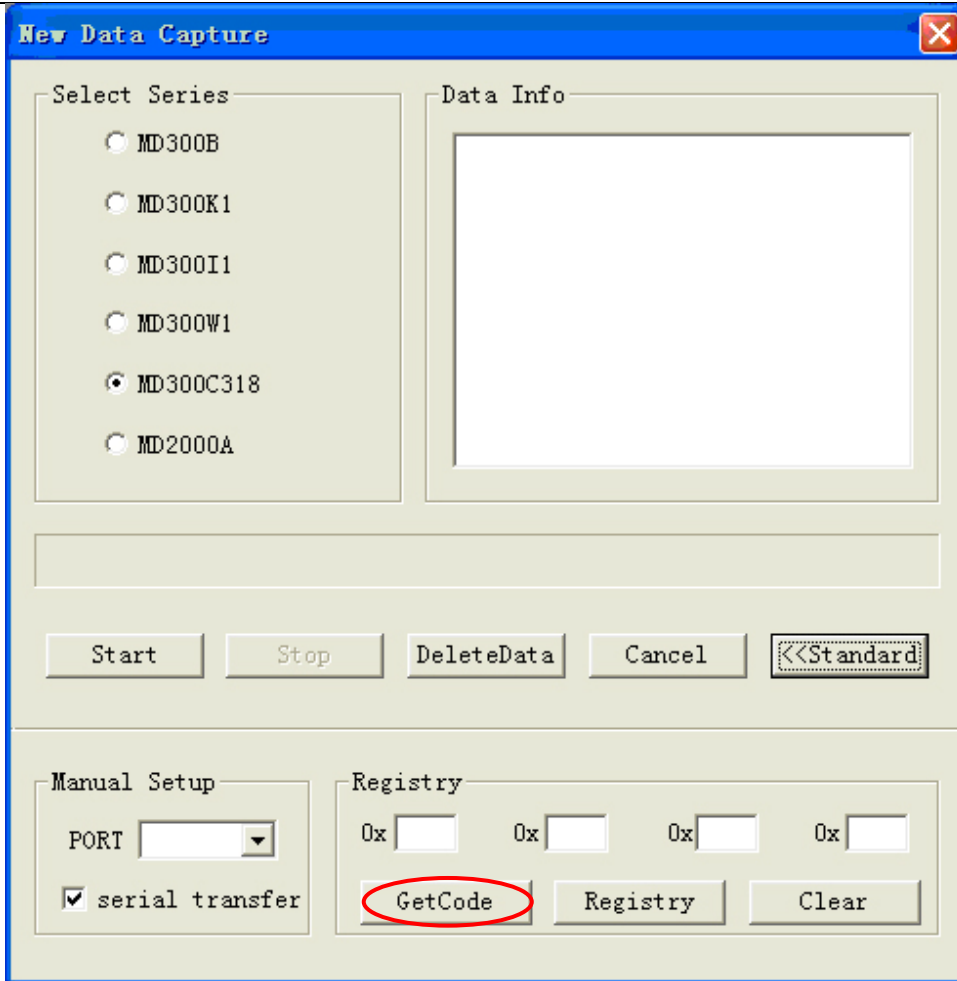 New Data Capture
Select Series
MD300B
MD300K1
MD300I1
MD300W1
MD300C318
MD2000A
Data Info
Start
Stop
DeleteData
Cancel
<<Standard
Manual Setup
PORT
serial transfer
Registry
0x 0x 0x 0x
GetCode
Registry
Clear